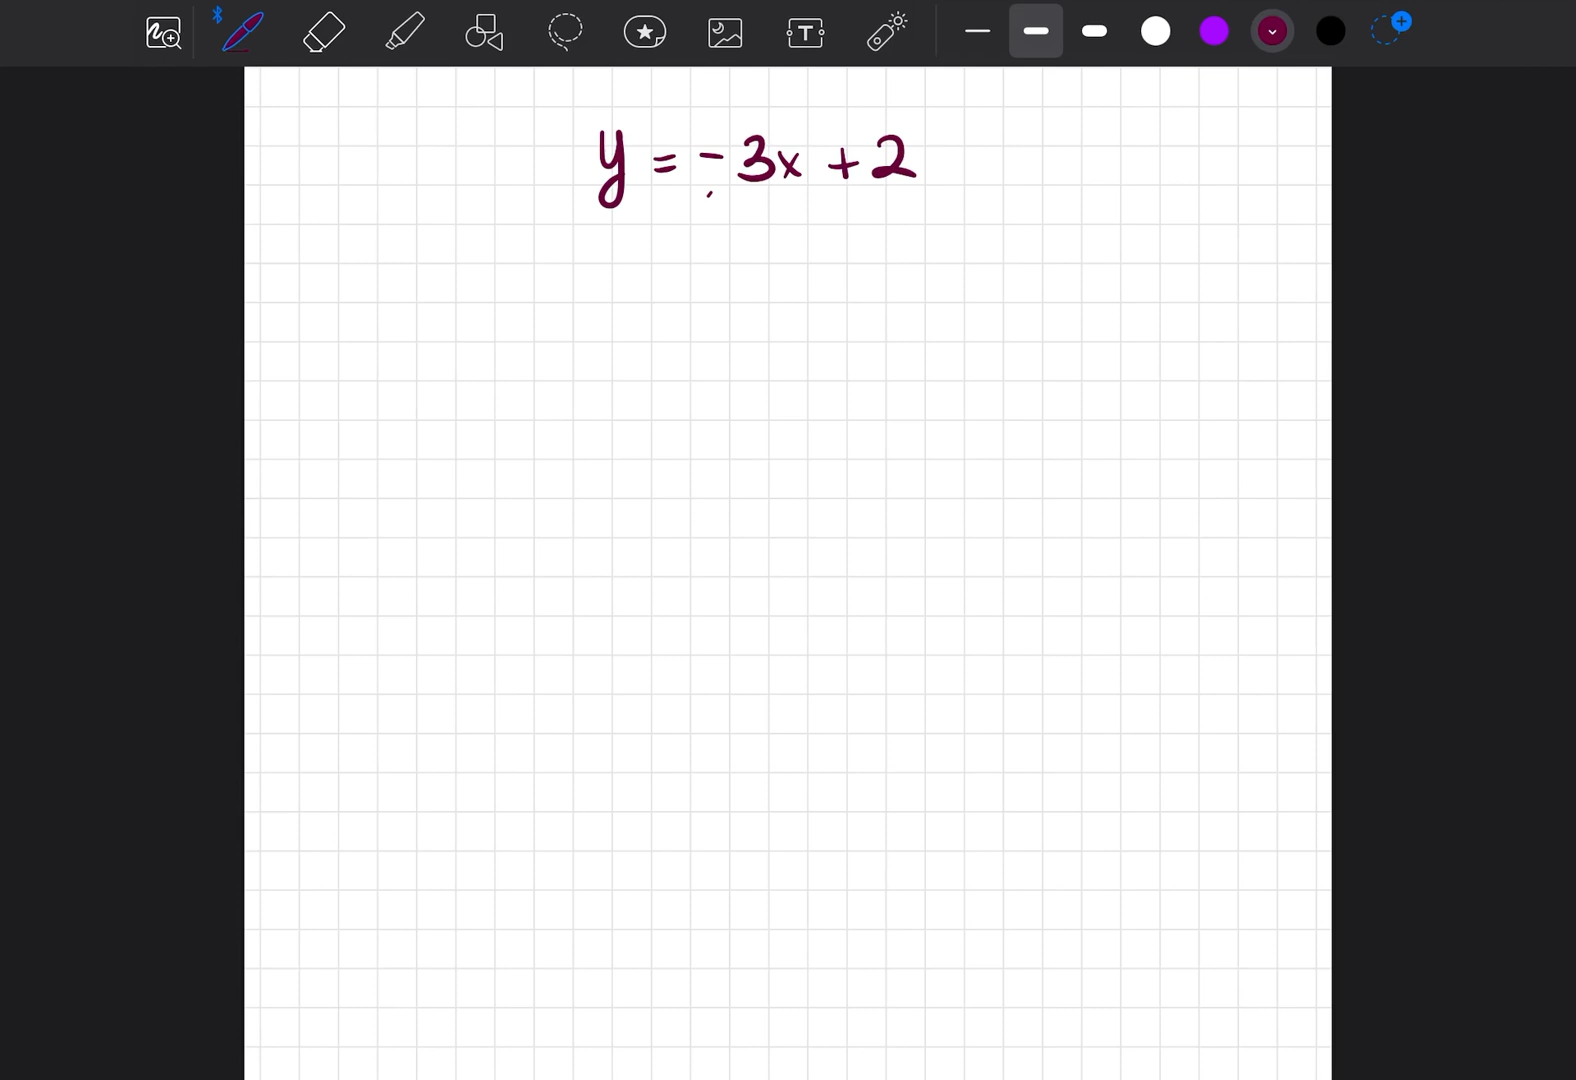 y = -3x + 2